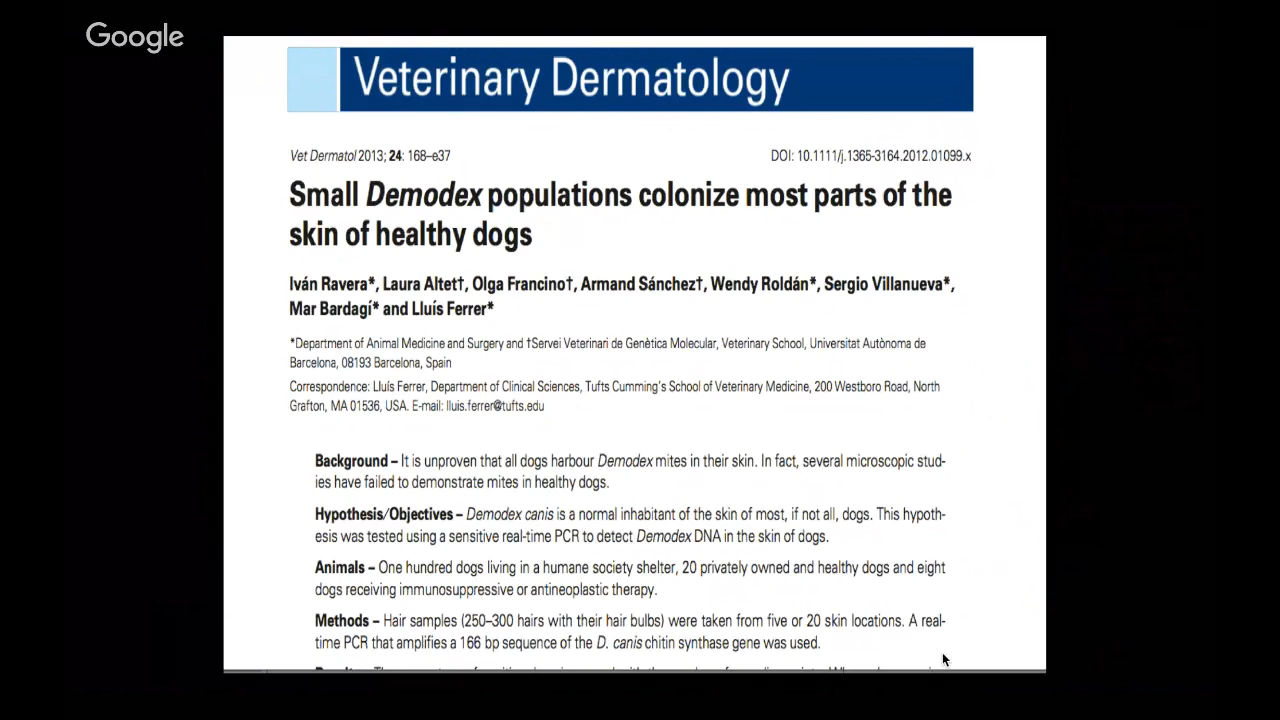 Google
Veterinary Dermatology
Vet Dermatol 2013; 24: 168–e37
DOI: 10.1111/j.1365-3164.2012.01099.x
Small Demodex populations colonize most parts of the
skin of healthy dogs
Iván Ravera*, Laura Altet†, Olga Francino†, Armand Sánchez†, Wendy Roldán*, Sergio Villanueva*,
Mar Bardagí* and Lluís Ferrer*
*Department of Animal Medicine and Surgery and †Servei Veterinari de Genètica Molecular, Veterinary School, Universitat Autònoma de
Barcelona, 08193 Barcelona, Spain
Correspondence: Lluís Ferrer, Department of Clinical Sciences, Tufts Cumming's School of Veterinary Medicine, 200 Westboro Road, North
Grafton, MA 01536, USA. E-mail: lluis.ferrer@tufts.edu
Background – It is unproven that all dogs harbour Demodex mites in their skin. In fact, several microscopic stud-
ies have failed to demonstrate mites in healthy dogs.
Hypothesis/Objectives – Demodex canis is a normal inhabitant of the skin of most, if not all, dogs. This hypoth-
esis was tested using a sensitive real-time PCR to detect Demodex DNA in the skin of dogs.
Animals – One hundred dogs living in a humane society shelter, 20 privately owned and healthy dogs and eight
dogs receiving immunosuppressive or antineoplastic therapy.
Methods – Hair samples (250–300 hairs with their hair bulbs) were taken from five or 20 skin locations. A real-
time PCR that amplifies a 166 bp sequence of the D. canis chitin synthase gene was used.